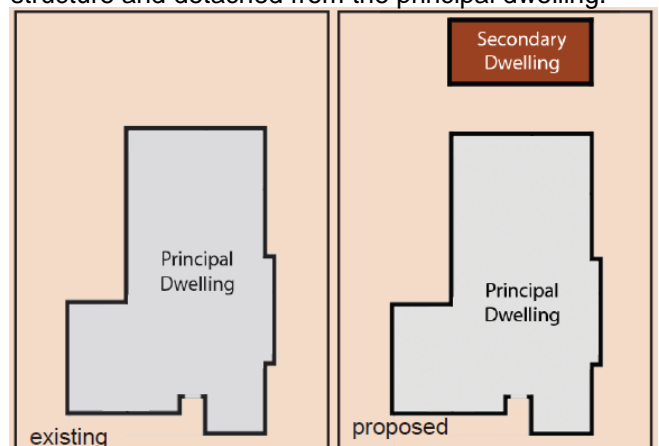 structure and detached from the principal dwelling.
Secondary
Dwelling
Principal
Dwelling
Principal
Dwelling
existing
proposed